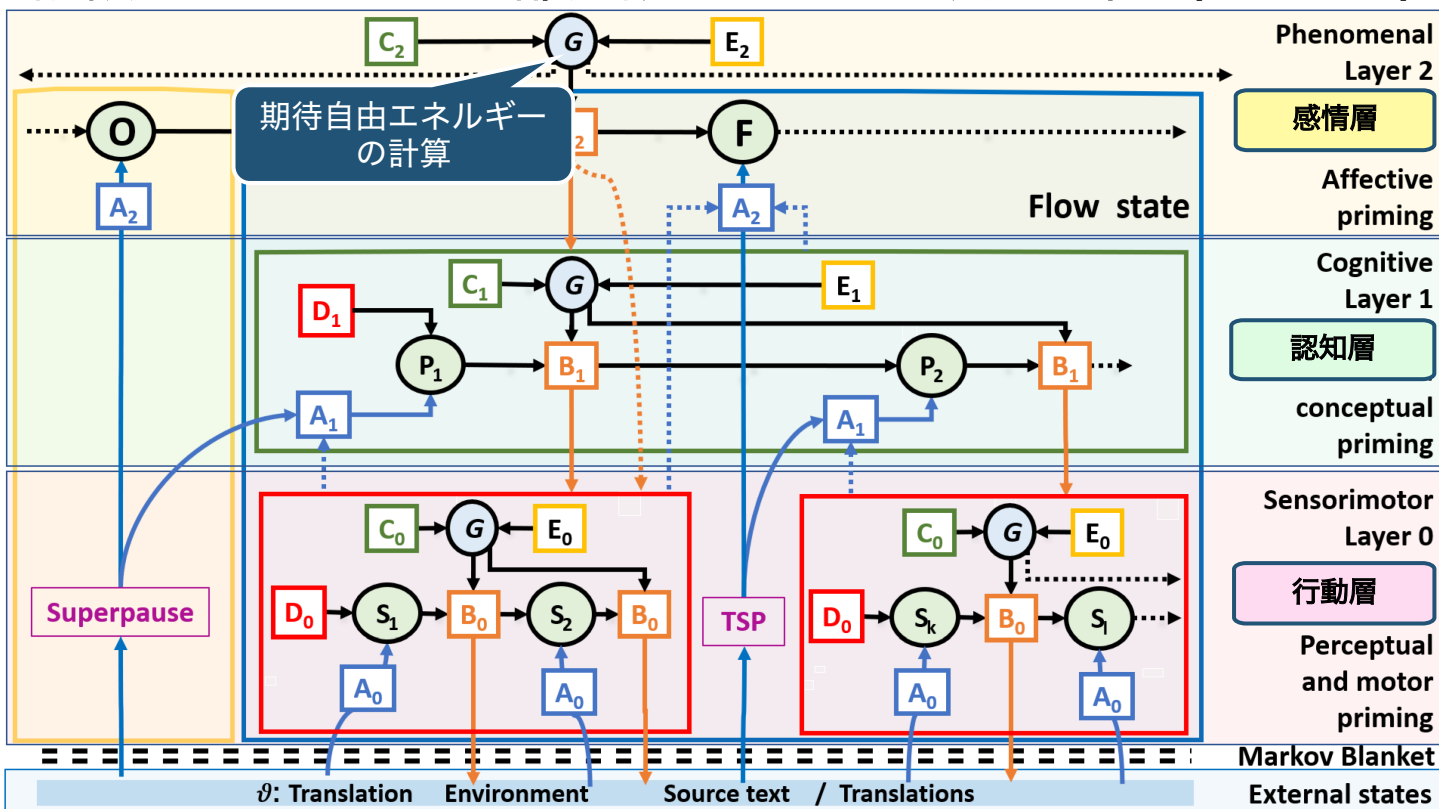 C₂
G
E₂
Phenomenal
Layer 2
期待自由エネルギー
の計算
感情層
O
2
F
A₂
A₂
Flow state
Affective
priming
C₁
G
E₁
Cognitive
Layer 1
D₁
P₁
B₁
P₂
B₁
認知層
A₁
A₁
conceptual
priming
C₀
G
E₀
C₀
G
E₀
Sensorimotor
Layer 0
Superpause
D₀
S₁
B₀
S₂
B₀
TSP
D₀
Sₖ
B₀
Sₗ
行動層
A₀
A₀
A₀
A₀
Perceptual
and motor
priming
Markov Blanket
𝜗: Translation Environment Source text / Translations
External states